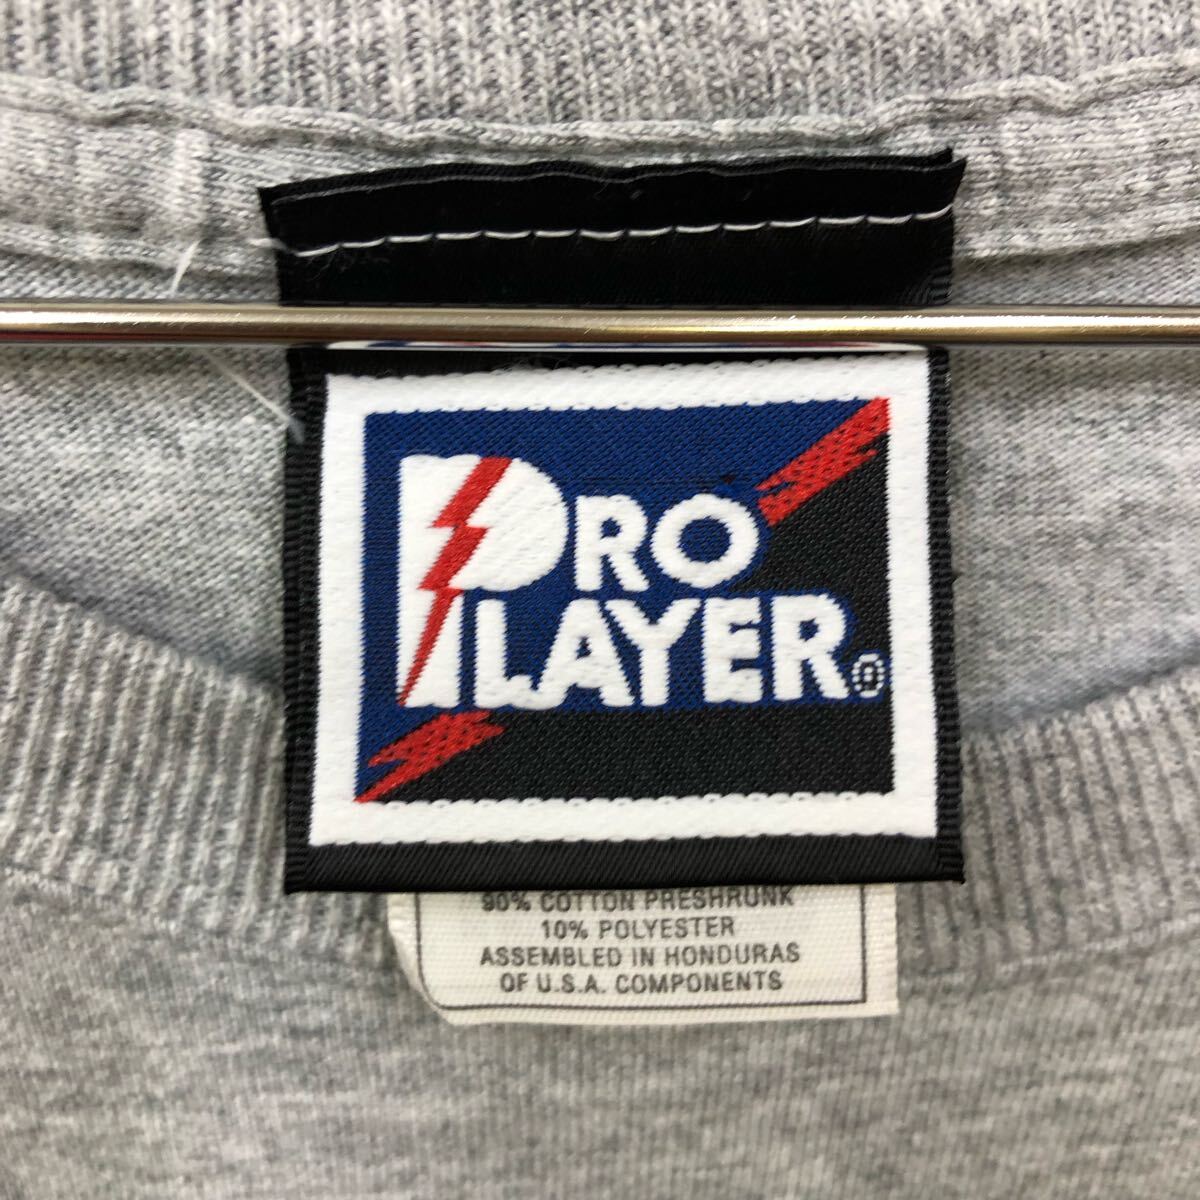 PRO
PLAYER®
90% COTTON PRESHRUNK
10% POLYESTER
ASSEMBLED IN HONDURAS
OF U.S.A. COMPONENTS